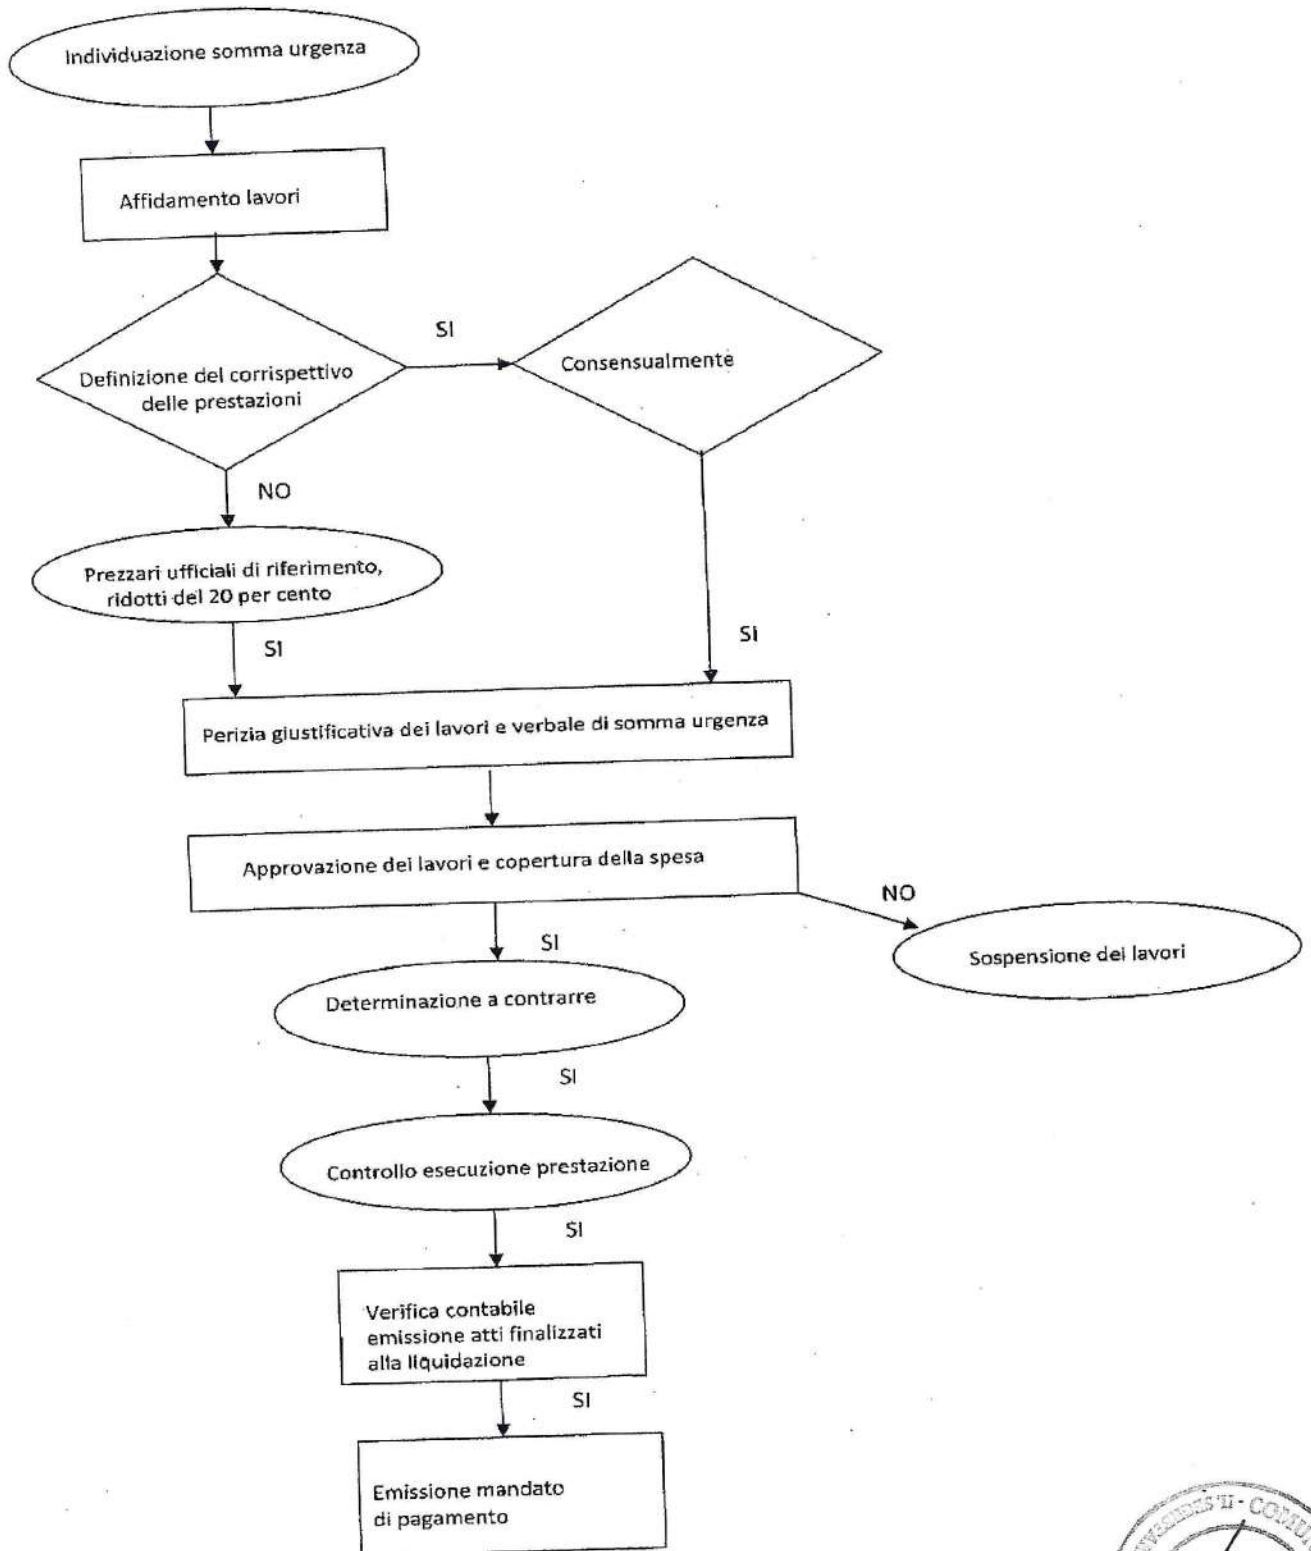 Individuazione somma urgenza
Affidamento lavori
SI
Definizione del corrispettivo
delle prestazioni
Consensualmente
NO
Prezzari ufficiali di riferimento,
ridotti del 20 per cento
SI
SI
Perizia giustificativa dei lavori e verbale di somma urgenza
Approvazione dei lavori e copertura della spesa
NO
SI
Sospensione dei lavori
Determinazione a contrarre
SI
Controllo esecuzione prestazione
SI
Verifica contabile
emissione atti finalizzati
alla liquidazione
SI
Emissione mandato
di pagamento